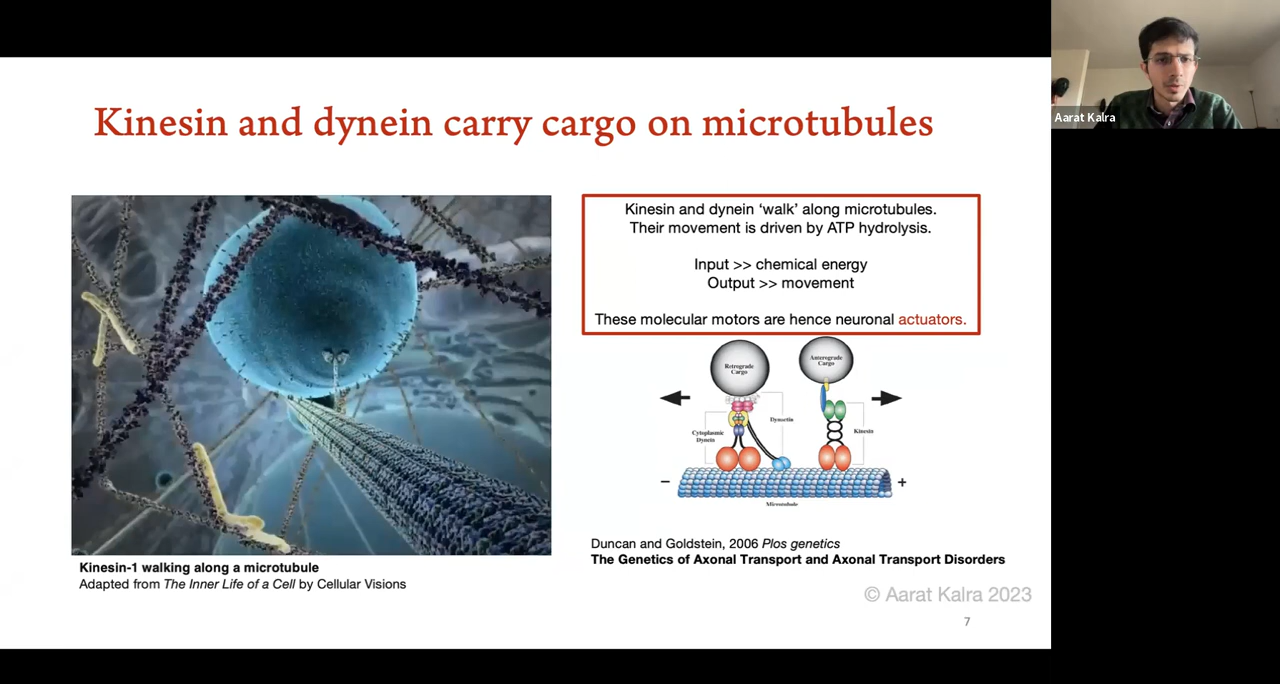 Kinesin and dynein carry cargo on microtubules
Aarat Kalra
Kinesin and dynein ‘walk’ along microtubules.
Their movement is driven by ATP hydrolysis.
Input >> chemical energy
Output >> movement
These molecular motors are hence neuronal actuators.
Retrograde
Cargo
Anterograde
Cargo
Dynactin
Cytoplasmic
Dynein
Kinesin
−
+
Microtubule
Kinesin-1 walking along a microtubule
Adapted from The Inner Life of a Cell by Cellular Visions
Duncan and Goldstein, 2006 Plos genetics
The Genetics of Axonal Transport and Axonal Transport Disorders
© Aarat Kalra 2023
7